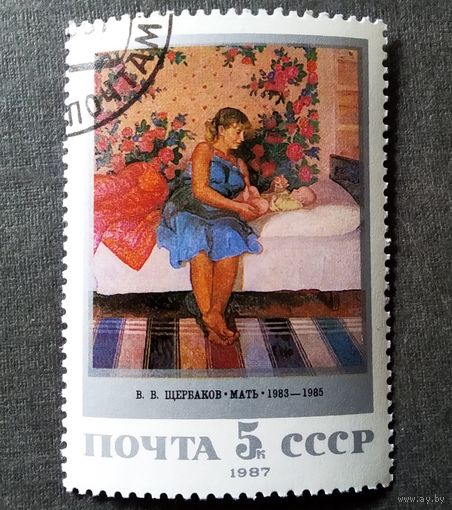 ПОЧТАМ
В. В. ЩЕРБАКОВ · МАТЬ · 1983—1985
ПОЧТА 5к СССР
1987
www.ay.by